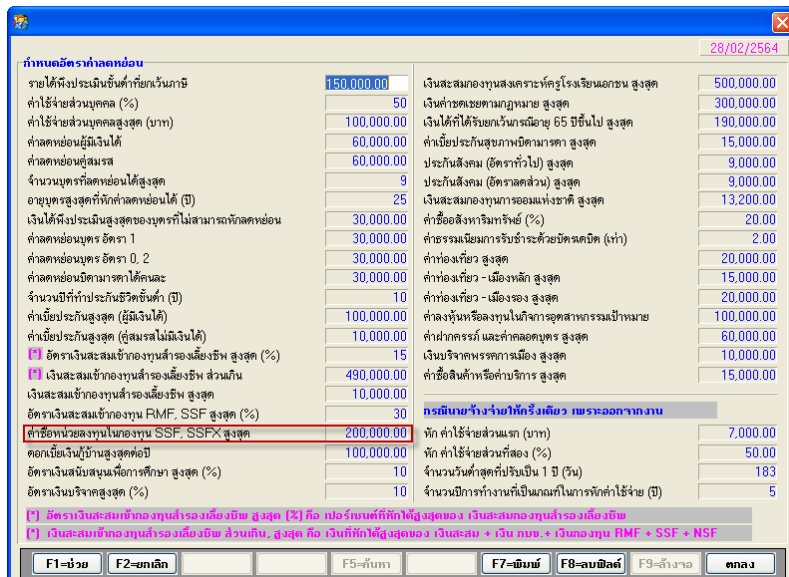 28/02/2564
กำหนดอัตราค่าลดหย่อน
รายได้พึงประเมินขั้นต่ำที่ยกเว้นภาษี 150,000.00
ค่าใช้จ่ายส่วนบุคคล (%) 50
ค่าใช้จ่ายส่วนบุคคลสูงสุด (บาท) 100,000.00
ค่าลดหย่อนผู้มีเงินได้ 60,000.00
ค่าลดหย่อนคู่สมรส 60,000.00
จำนวนบุตรที่ลดหย่อนได้สูงสุด 9
อายุบุตรสูงสุดที่หักค่าลดหย่อนได้ (ปี) 25
เงินได้พึงประเมินสูงสุดของบุตรที่ไม่สามารถหักลดหย่อน 30,000.00
ค่าลดหย่อนบุตร อัตรา 1 30,000.00
ค่าลดหย่อนบุตร อัตรา 0, 2 30,000.00
ค่าลดหย่อนบิดามารดาได้คนละ 30,000.00
จำนวนปีที่ทำประกันชีวิตขั้นต่ำ (ปี) 10
ค่าเบี้ยประกันสูงสุด (ผู้มีเงินได้) 100,000.00
ค่าเบี้ยประกันสูงสุด (คู่สมรสไม่มีเงินได้) 10,000.00
(*) อัตราเงินสะสมเข้ากองทุนสำรองเลี้ยงชีพ สูงสุด (%) 15
(*) เงินสะสมเข้ากองทุนสำรองเลี้ยงชีพ ส่วนเกิน 490,000.00
เงินสะสมเข้ากองทุนสำรองเลี้ยงชีพ สูงสุด 10,000.00
อัตราเงินสะสมเข้ากองทุน RMF, SSF สูงสุด (%) 30
ค่าซื้อหน่วยลงทุนในกองทุน SSF, SSFX สูงสุด 200,000.00
ดอกเบี้ยเงินกู้บ้านสูงสุดต่อปี 100,000.00
อัตราเงินสนับสนุนเพื่อการศึกษา สูงสุด (%) 10
อัตราเงินบริจาคสูงสุด (%) 10
เงินสะสมกองทุนสงเคราะห์ครูโรงเรียนเอกชน สูงสุด 500,000.00
เงินค่าชดเชยตามกฎหมาย สูงสุด 300,000.00
เงินได้ที่ได้รับยกเว้นกรณีอายุ 65 ปีขึ้นไป สูงสุด 190,000.00
ค่าเบี้ยประกันสุขภาพบิดามารดา สูงสุด 15,000.00
ประกันสังคม (อัตราทั่วไป) สูงสุด 9,000.00
ประกันสังคม (อัตราลดส่วน) สูงสุด 9,000.00
เงินสะสมกองทุนการออมแห่งชาติ สูงสุด 13,200.00
ค่าซื้ออสังหาริมทรัพย์ (%) 20.00
ค่าธรรมเนียมการรับชำระด้วยบัตรเดบิต (เท่า) 2.00
ค่าท่องเที่ยว สูงสุด 20,000.00
ค่าท่องเที่ยว - เมืองหลัก สูงสุด 15,000.00
ค่าท่องเที่ยว - เมืองรอง สูงสุด 20,000.00
ค่าลงหุ้นหรือลงทุนในกิจการอุตสาหกรรมเป้าหมาย 100,000.00
ค่าฝากครรภ์ และค่าคลอดบุตร สูงสุด 60,000.00
เงินบริจาคพรรคการเมือง สูงสุด 10,000.00
ค่าซื้อสินค้าหรือค่าบริการ สูงสุด 15,000.00
กรณีนายจ้างจ่ายให้ครั้งเดียว เพราะออกจากงาน
หัก ค่าใช้จ่ายส่วนแรก (บาท) 7,000.00
หัก ค่าใช้จ่ายส่วนที่สอง (%) 50.00
จำนวนวันต่ำสุดที่ปรับเป็น 1 ปี (วัน) 183
จำนวนปีการทำงานที่เป็นเกณฑ์ในการหักค่าใช้จ่าย (ปี) 5
(*) อัตราเงินสะสมเข้ากองทุนสำรองเลี้ยงชีพ สูงสุด (%) คือ เปอร์เซนต์ที่หักได้สูงสุดของ เงินสะสมกองทุนสำรองเลี้ยงชีพ
(*) เงินสะสมเข้ากองทุนสำรองเลี้ยงชีพ ส่วนเกิน, สูงสุด คือ เงินที่หักได้สูงสุดของ เงินสะสม + เงิน กบข.+ เงินกองทุน RMF + SSF + NSF
F1=ช่วย F2=ยกเลิก F5=ค้นหา F7=พิมพ์ F8=ลบฟิลด์ F9=ล้างจอ ตกลง